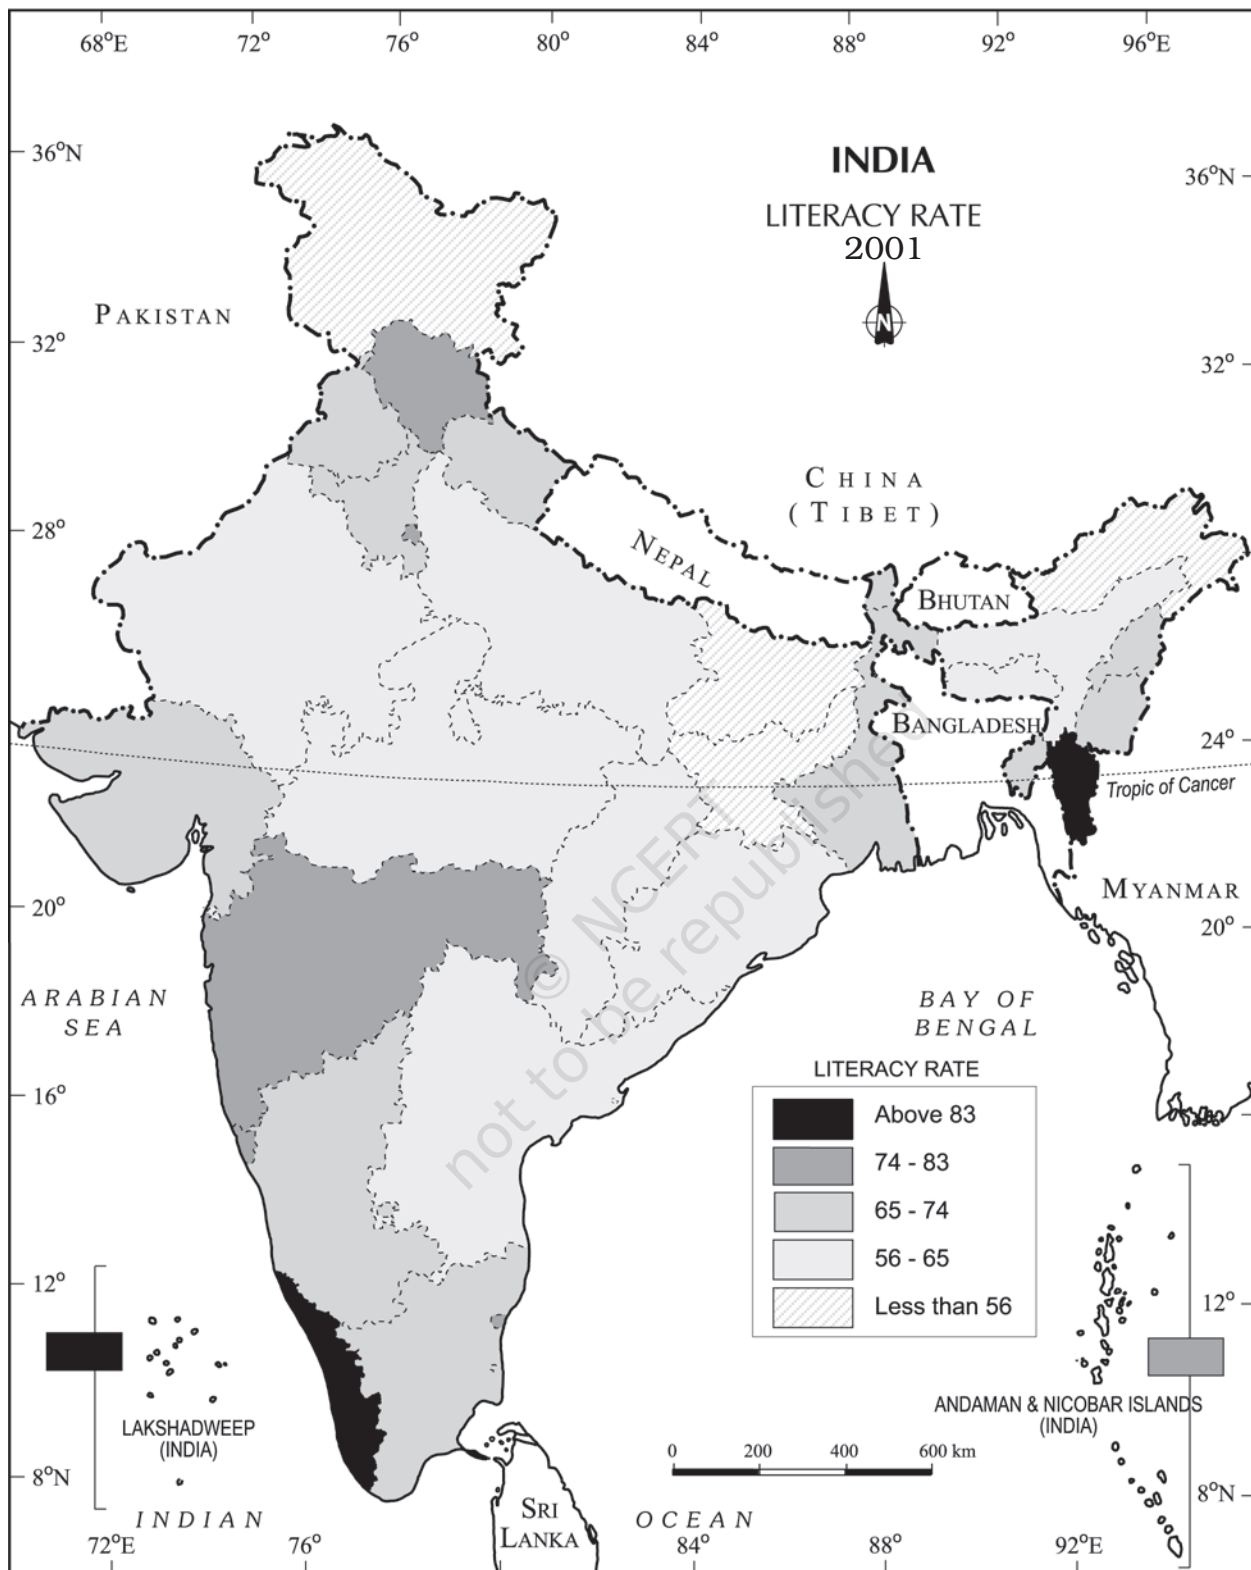 68°E 72° 76° 80° 84° 88° 92° 96°E
36°N
INDIA
36°N
LITERACY RATE
2001
N
PAKISTAN
32°
32°
CHINA
(TIBET)
28°
NEPAL
BHUTAN
BANGLADESH
24°
Tropic of Cancer
© NCERT
not to be republished
MYANMAR
20°
20°
ARABIAN
SEA
BAY OF
BENGAL
LITERACY RATE
16°
Above 83
74 - 83
65 - 74
56 - 65
Less than 56
12°
12°
LAKSHADWEEP
(INDIA)
ANDAMAN & NICOBAR ISLANDS
(INDIA)
0 200 400 600 km
8°N
8°N
INDIAN
SRI
LANKA
OCEAN
72°E 76° 84° 88° 92°E